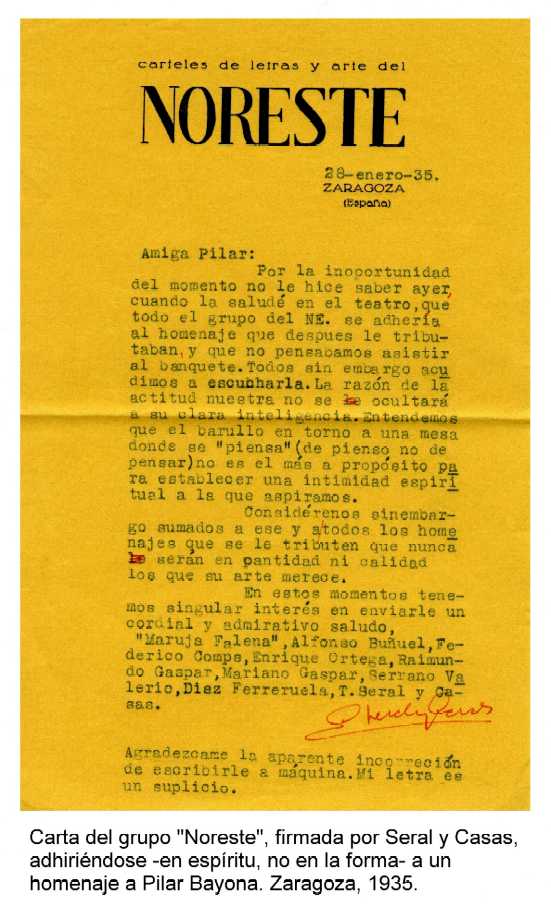 carteles de letras y arte del
NORESTE
28-enero-35.
ZARAGOZA
(España)
Amiga Pilar:
Por la inoportunidad
del momento no le hice saber ayer,
cuando la saludé en el teatro, que
todo el grupo del NE. se adhería
al homenaje que despues le tribu-
taban, y que no pensabamos asistir
al banquete. Todos sin embargo acu
dimos a escucharla. La razón de la
actitud nuestra no se le ocultará
a su clara inteligencia. Entendemos
que el barullo en torno a una mesa
donde se "piensa" (de pienso no de
pensar) no es el más a propósito pa
ra establecer una intimidad espiri
tual a la que aspiramos.
Considérenos sinembar-
go sumados a ese y atodos los home
najes que se le tributen que nunca
serán en pantidad ni calidad
los que su arte merece.
En estos momentos tene-
mos singular interés en enviarle un
cordial y admirativo saludo,
"Maruja Falena", Alfonso Buñuel, Fe-
derico Comps, Enrique Ortega, Raimun-
do Gaspar, Mariano Gaspar, Serrano Va
lerio, Diez Ferreruela, T. Seral y Ca-
sas.
Agradezcame la aparente incorreción
de escribirle a máquina. Mi letra es
un suplicio.
Carta del grupo "Noreste", firmada por Seral y Casas,
adhiriéndose -en espíritu, no en la forma- a un
homenaje a Pilar Bayona. Zaragoza, 1935.